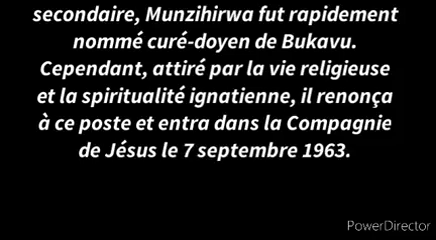 secondaire, Munzihirwa fut rapidement
nommé curé-doyen de Bukavu.
Cependant, attiré par la vie religieuse
et la spiritualité ignatienne, il renonça
à ce poste et entra dans la Compagnie
de Jésus le 7 septembre 1963.
PowerDirector